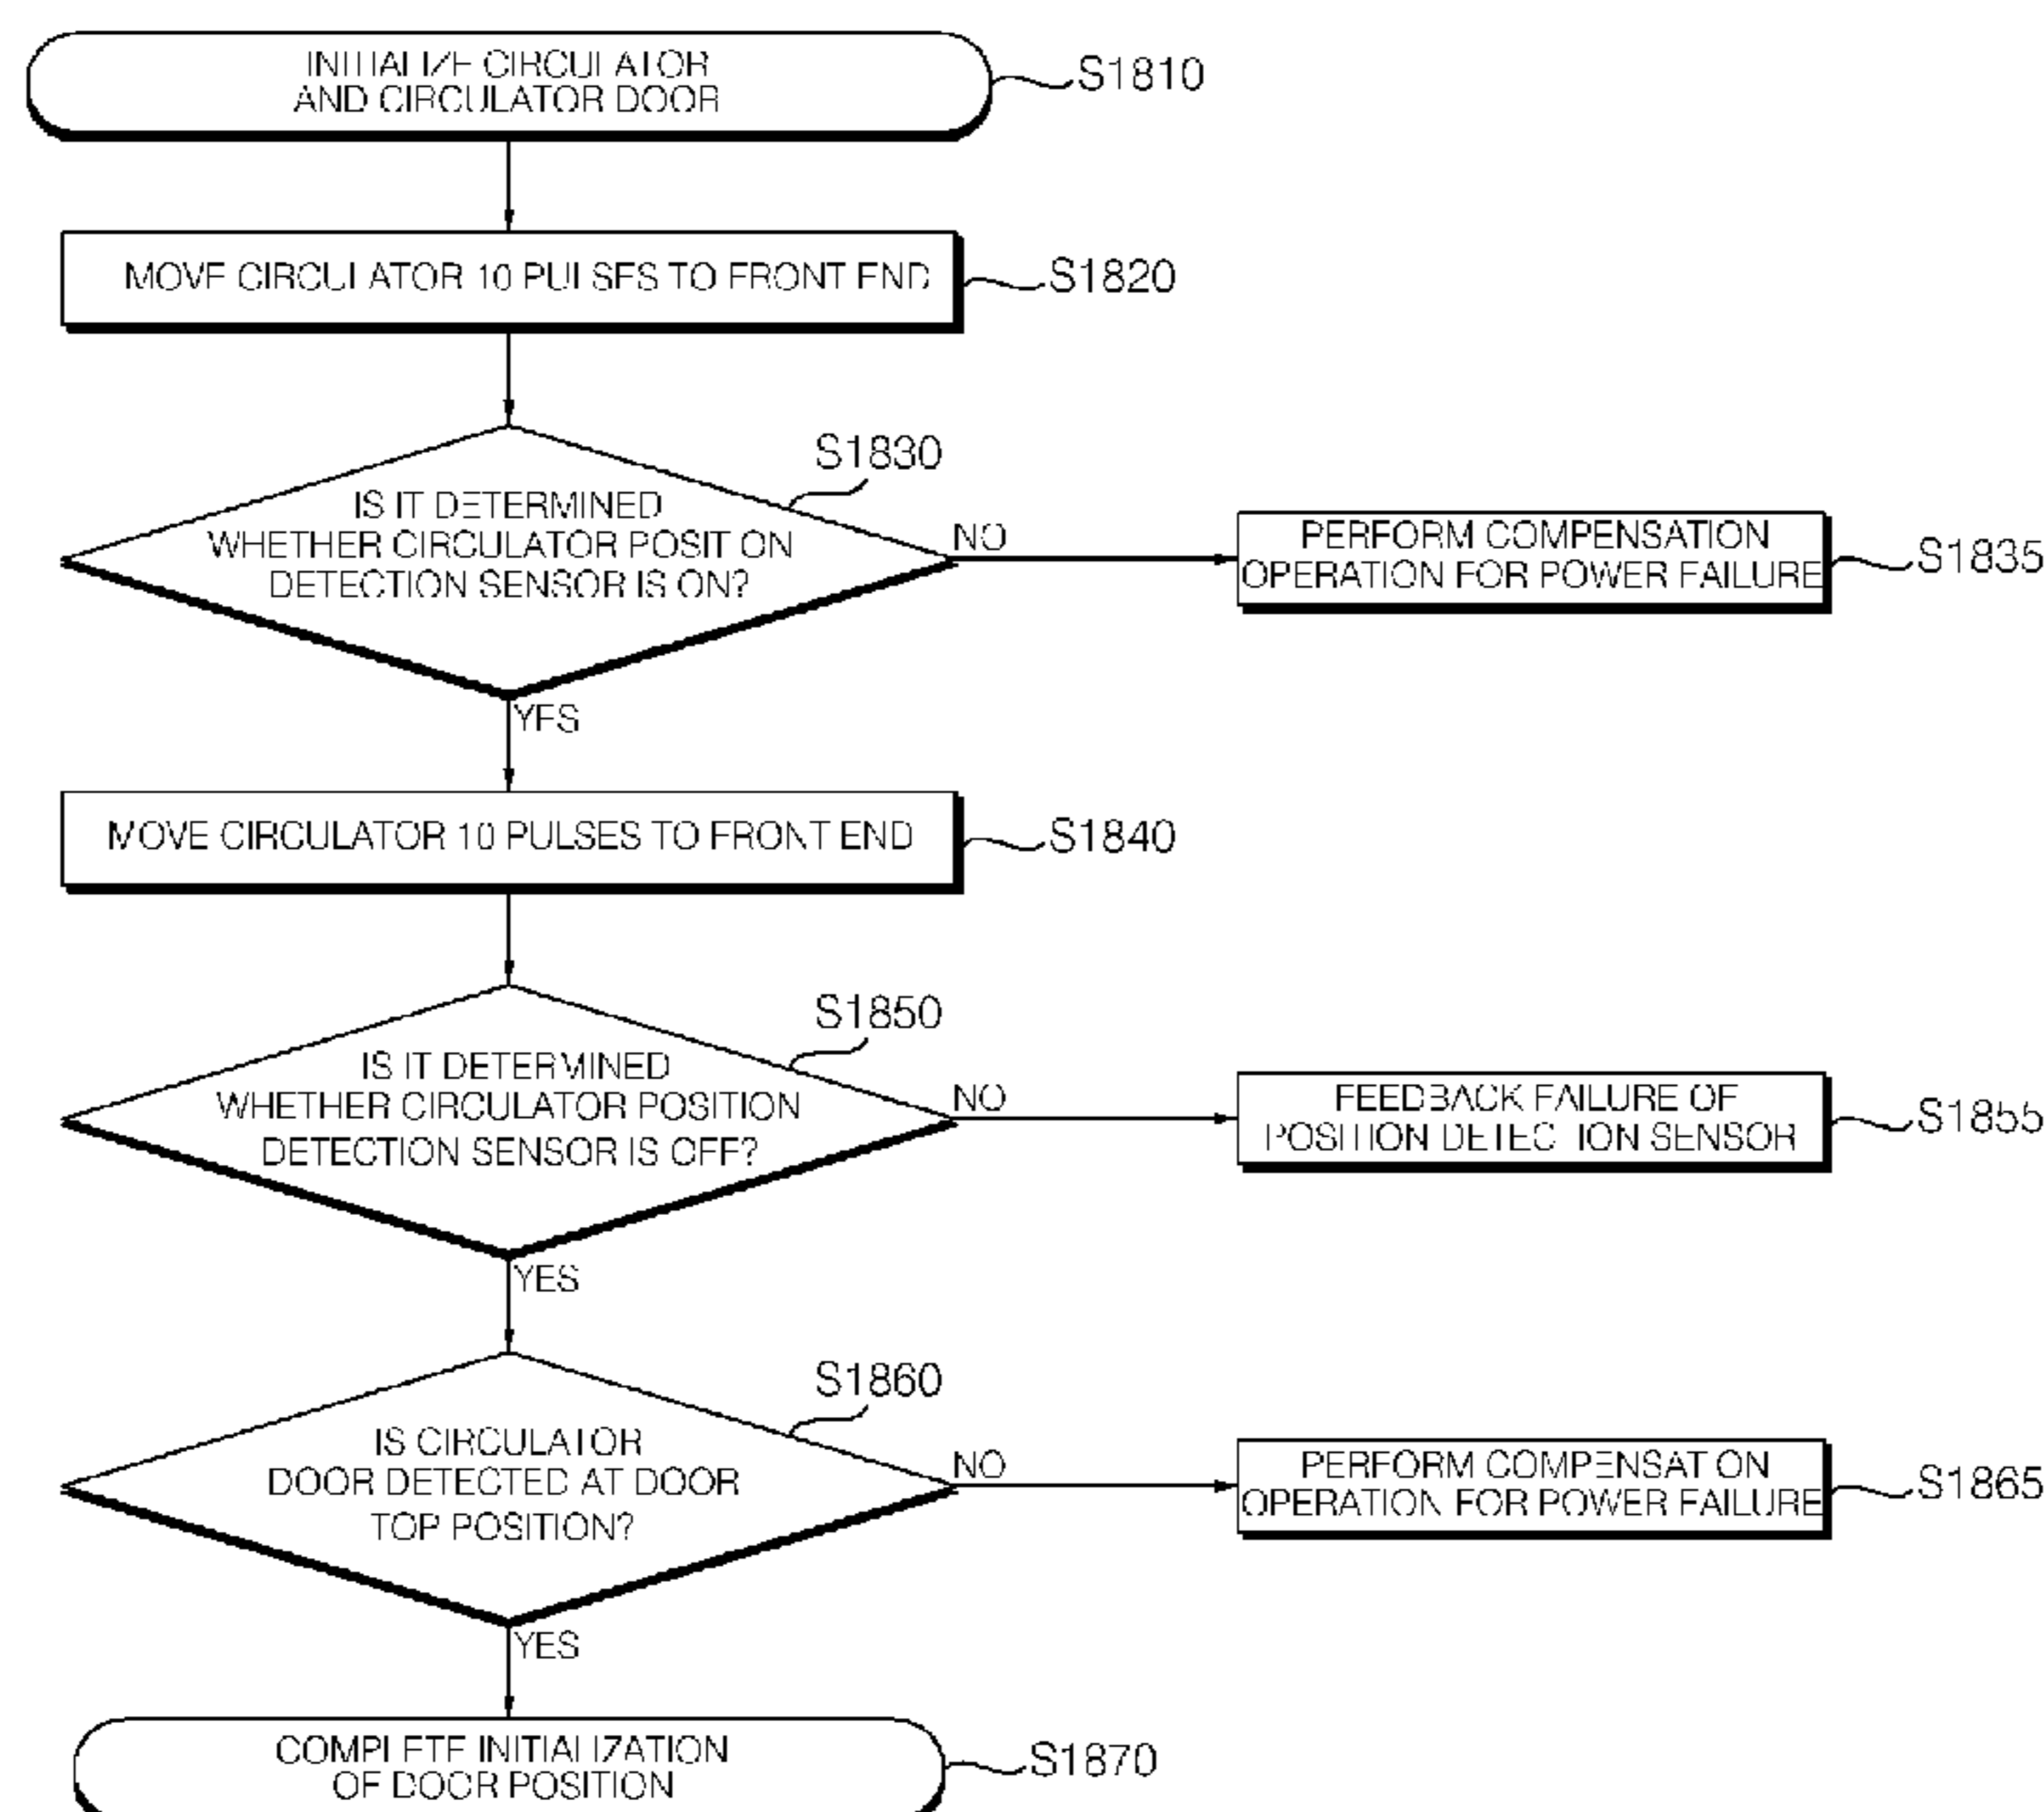 INITIALIZE CIRCULATOR
AND CIRCULATOR DOOR
S1810
MOVE CIRCULATOR 10 PULSES TO FRONT END
S1820
S1830
IS IT DETERMINED
WHETHER CIRCULATOR POSITION
DETECTION SENSOR IS ON?
NO
PERFORM COMPENSATION
OPERATION FOR POWER FAILURE
S1835
YES
MOVE CIRCULATOR 10 PULSES TO FRONT END
S1840
S1850
IS IT DETERMINED
WHETHER CIRCULATOR POSITION
DETECTION SENSOR IS OFF?
NO
FEEDBACK FAILURE OF
POSITION DETECTION SENSOR
S1855
YES
S1860
IS CIRCULATOR
DOOR DETECTED AT DOOR
TOP POSITION?
NO
PERFORM COMPENSATION
OPERATION FOR POWER FAILURE
S1865
YES
COMPLETE INITIALIZATION
OF DOOR POSITION
S1870